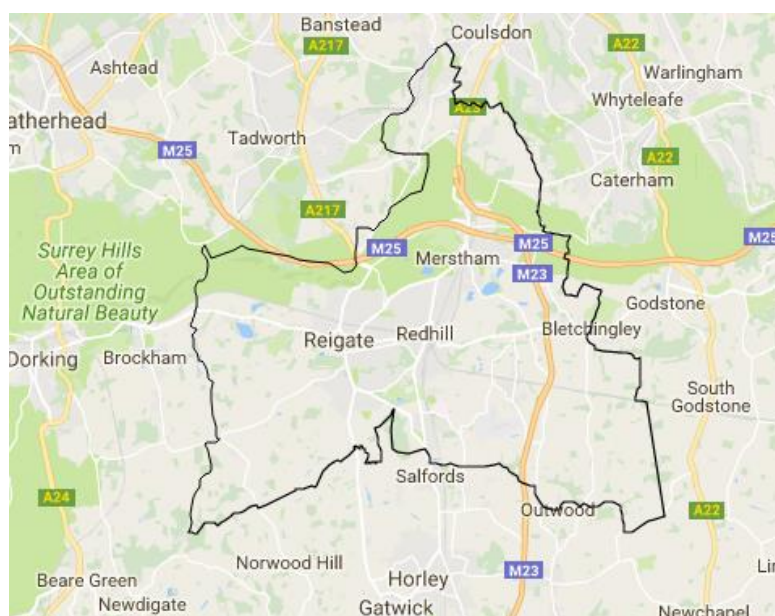 Banstead
Coulsdon
A217
A22
Ashtead
Warlingham
Whyteleafe
atherhead
A23
m
Tadworth
M25
A22
Caterham
A217
M25
M25
M25
Surrey Hills
Area of
Outstanding
Natural Beauty
Merstham
M23
Godstone
Reigate
Redhill
Bletchingley
Dorking
Brockham
South
Godstone
Salfords
A24
Outwood
A22
Norwood Hill
Horley
M23
Beare Green
Newdigate
Gatwick
Newchapel
Li